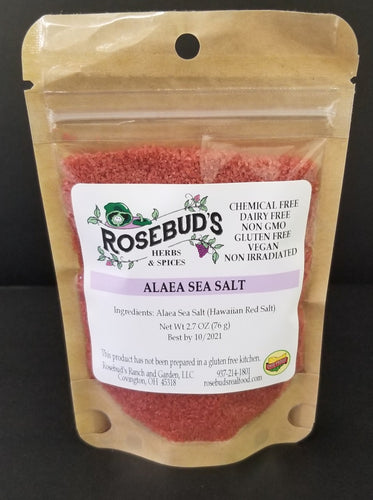 ROSEBUD'S
HERBS
& SPICES
CHEMICAL FREE
DAIRY FREE
NON GMO
GLUTEN FREE
VEGAN
NON IRRADIATED
ALAEA SEA SALT
Ingredients: Alaea Sea Salt (Hawaiian Red Salt)
Net Wt 2.7 OZ (76 g)
Best by 10/2021
This product has not been prepared in a gluten free kitchen.
Rosebud's Ranch and Garden, LLC
Covington, OH 45318
937-214-1801
rosebudsrealfood.com